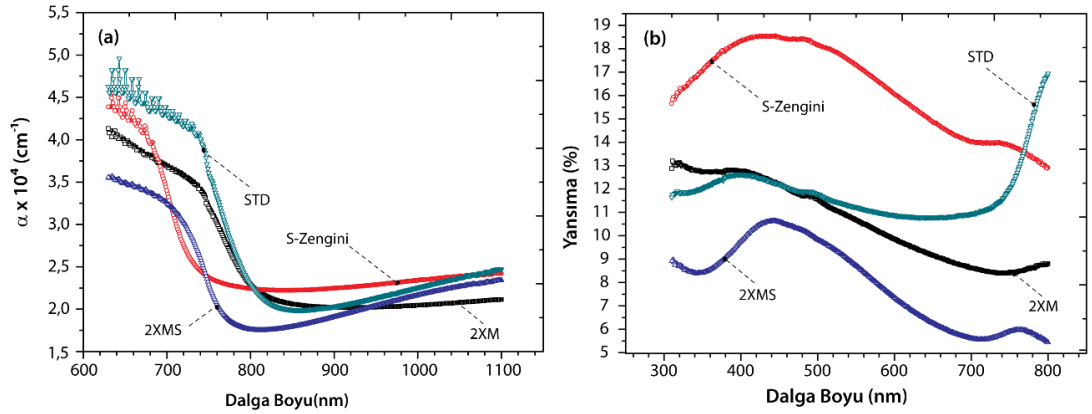 5,5
5,0
4,5
4,0
3,5
3,0
2,5
2,0
1,5
α x 10⁴ (cm⁻¹)
(a)
STD
S-Zengini
2XMS
2XM
600 700 800 900 1000 1100
Dalga Boyu(nm)
19
18
17
16
15
14
13
12
11
10
9
8
7
6
5
Yansıma (%)
(b)
STD
S-Zengini
2XMS
2XM
300 400 500 600 700 800
Dalga Boyu (nm)